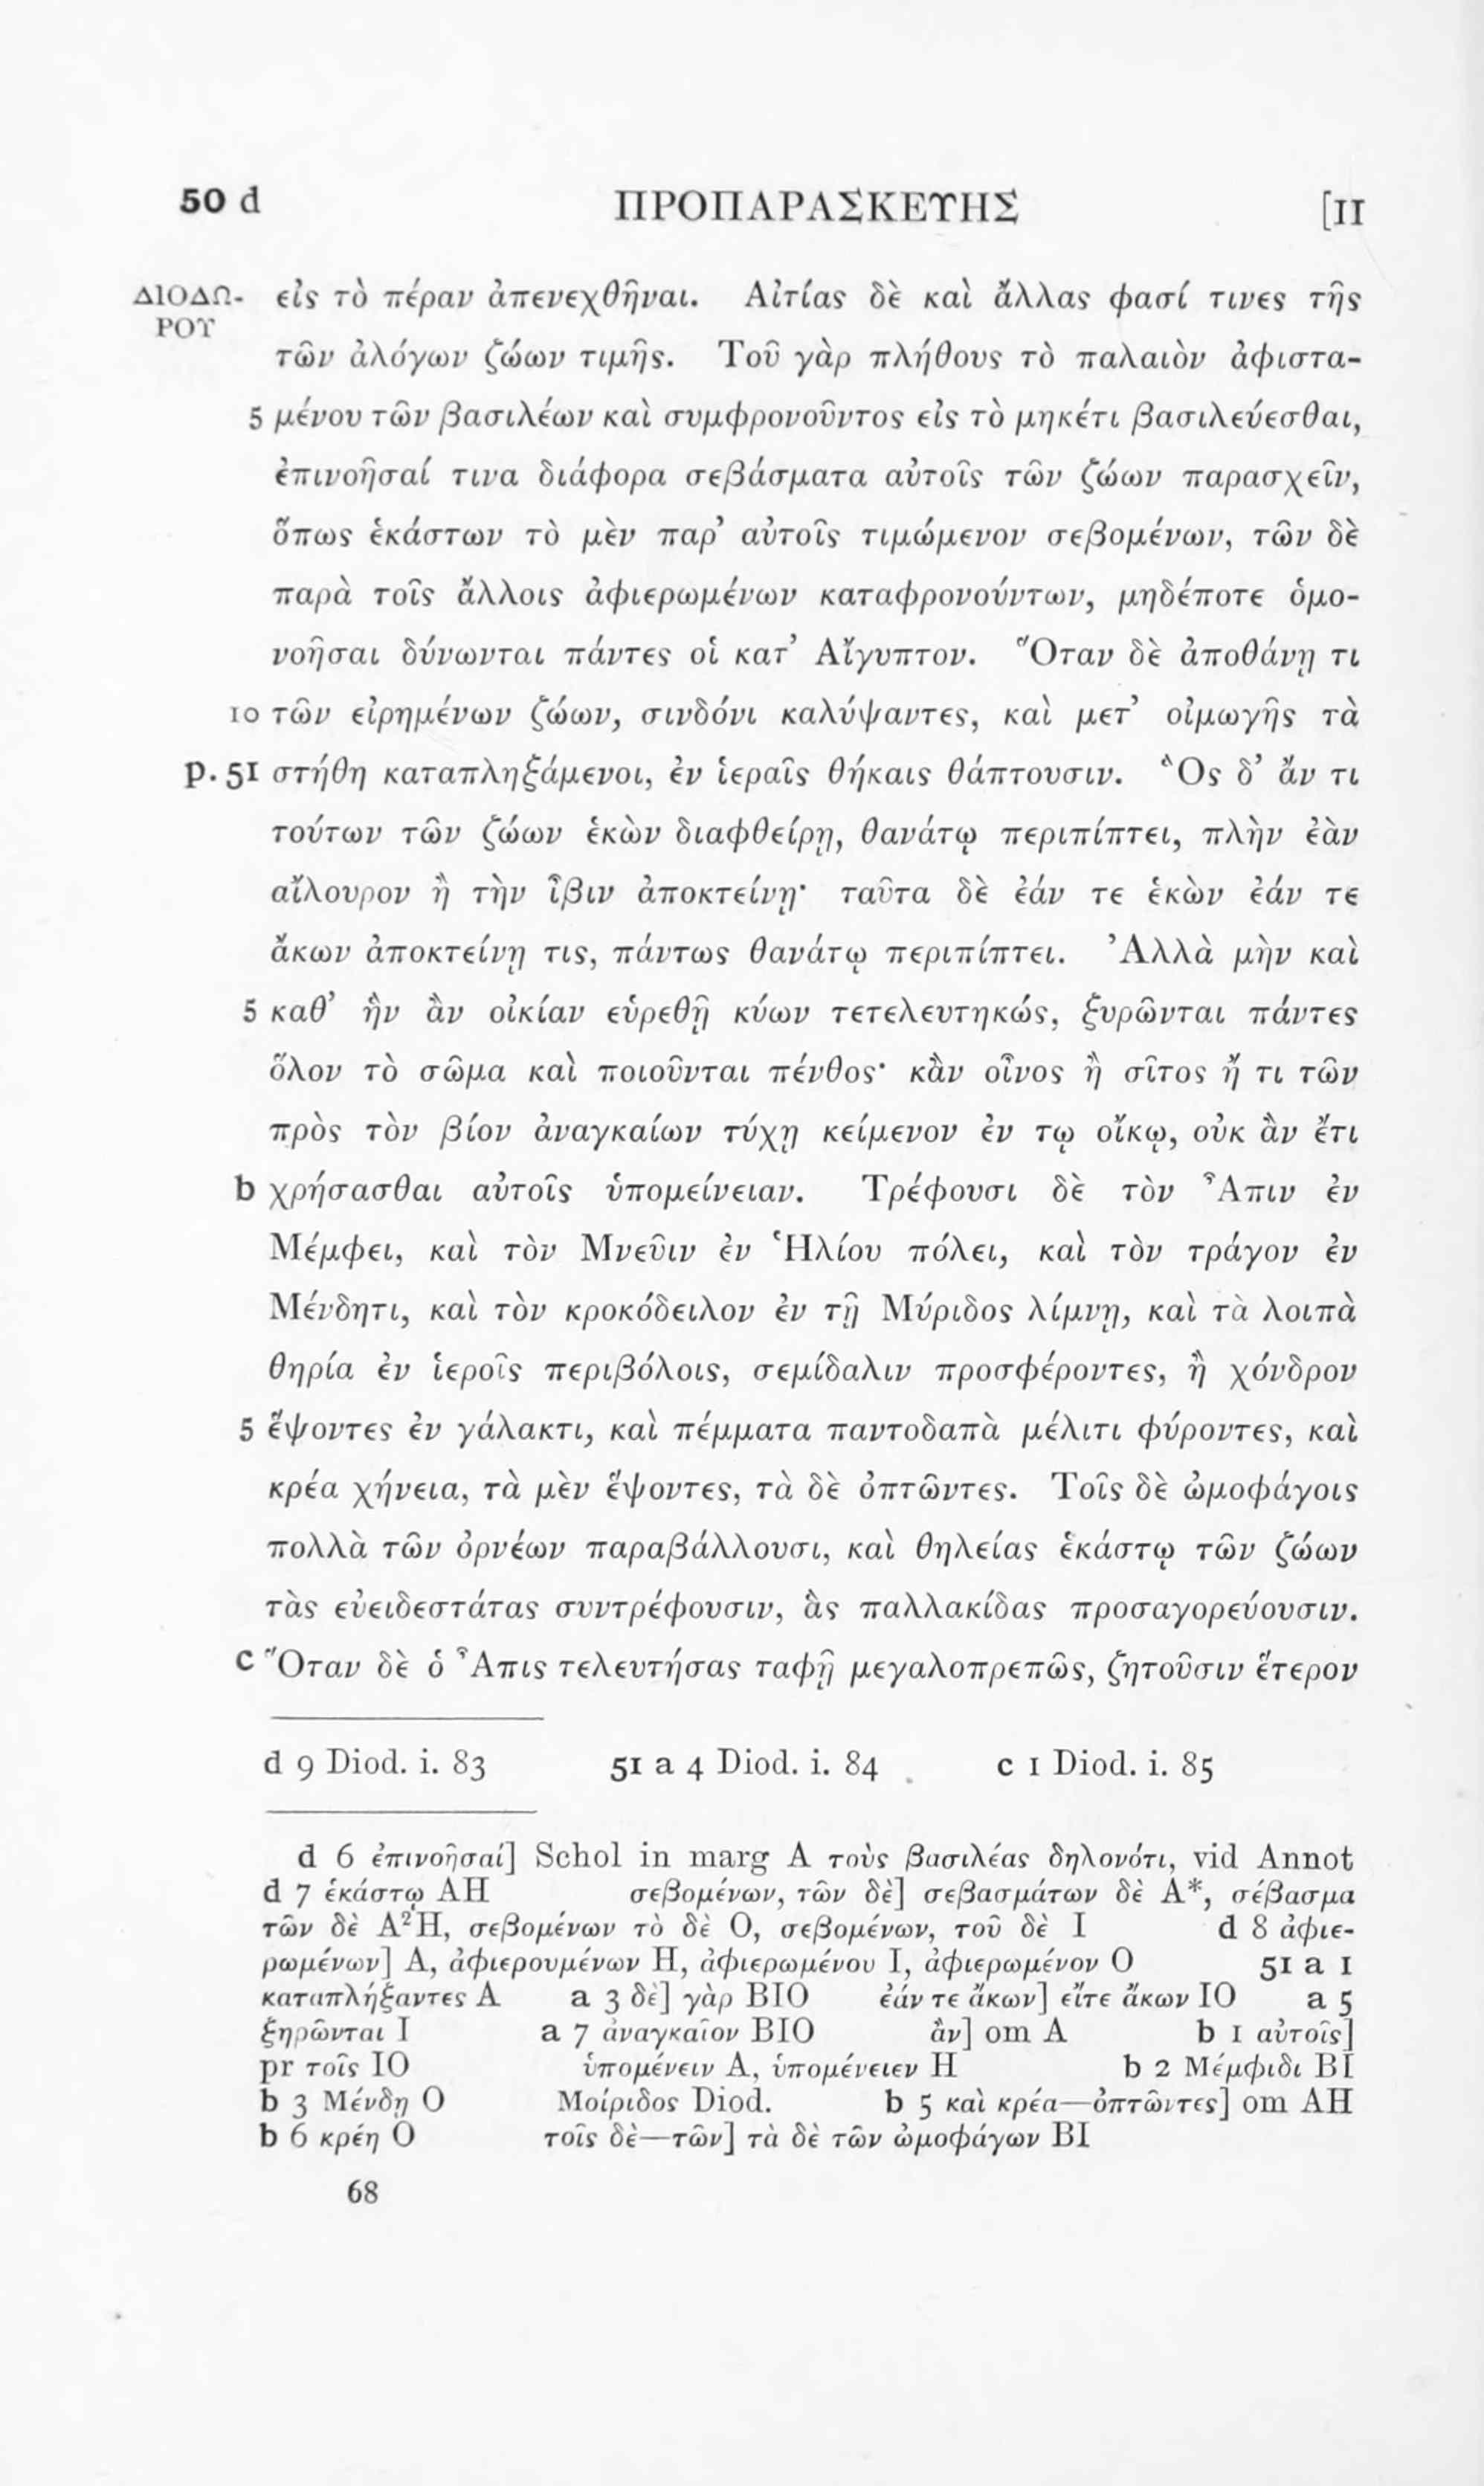 50 d ΠΡΟΠΑΡΑΣΚΕΥΗΣ [II
ΔΙΟΔΩ- εἰς τὸ πέραν ἀπενεχθῆναι. Αἰτίας δὲ καὶ ἄλλας φασί τινες τῆς
ΡΟΥ
τῶν ἀλόγων ζώων τιμῆς. Τοῦ γὰρ πλήθους τὸ παλαιὸν ἀφιστα-
5 μένου τῶν βασιλέων καὶ συμφρονοῦντος εἰς τὸ μηκέτι βασιλεύεσθαι,
ἐπινοῆσαί τινα διάφορα σεβάσματα αὐτοῖς τῶν ζώων παρασχεῖν,
ὅπως ἑκάστων τὸ μὲν παρ’ αὐτοῖς τιμώμενον σεβομένων, τῶν δὲ
παρὰ τοῖς ἄλλοις ἀφιερωμένων καταφρονούντων, μηδέποτε ὁμο-
νοῆσαι δύνωνται πάντες οἱ κατ’ Αἴγυπτον. Ὅταν δὲ ἀποθάνῃ τι
10 τῶν εἰρημένων ζώων, σινδόνι καλύψαντες, καὶ μετ’ οἰμωγῆς τὰ
p. 51 στήθη καταπληξάμενοι, ἐν ἱεραῖς θήκαις θάπτουσιν. Ὃς δ’ ἄν τι
τούτων τῶν ζώων ἑκὼν διαφθείρῃ, θανάτῳ περιπίπτει, πλὴν ἐὰν
αἴλουρον ἢ τὴν ἶβιν ἀποκτείνῃ· ταῦτα δὲ ἐάν τε ἑκὼν ἐάν τε
ἄκων ἀποκτείνῃ τις, πάντως θανάτῳ περιπίπτει. Ἀλλὰ μὴν καὶ
5 καθ’ ἣν ἂν οἰκίαν εὑρεθῇ κύων τετελευτηκώς, ξυρῶνται πάντες
ὅλον τὸ σῶμα καὶ ποιοῦνται πένθος· κἂν οἶνος ἢ σῖτος ἤ τι τῶν
πρὸς τὸν βίον ἀναγκαίων τύχῃ κείμενον ἐν τῳ οἴκῳ, οὐκ ἂν ἔτι
b χρήσασθαι αὐτοῖς ὑπομείνειαν. Τρέφουσι δὲ τὸν Ἆπιν ἐν
Μέμφει, καὶ τὸν Μνεῦιν ἐν Ἡλίου πόλει, καὶ τὸν τράγον ἐν
Μένδητι, καὶ τὸν κροκόδειλον ἐν τῇ Μύριδος λίμνῃ, καὶ τὰ λοιπὰ
θηρία ἐν ἱεροῖς περιβόλοις, σεμίδαλιν προσφέροντες, ἢ χόνδρον
5 ἕψοντες ἐν γάλακτι, καὶ πέμματα παντοδαπὰ μέλιτι φύροντες, καὶ
κρέα χήνεια, τὰ μὲν ἕψοντες, τὰ δὲ ὀπτῶντες. Τοῖς δὲ ὠμοφάγοις
πολλὰ τῶν ὀρνέων παραβάλλουσι, καὶ θηλείας ἑκάστῳ τῶν ζώων
τὰς εὐειδεστάτας συντρέφουσιν, ἃς παλλακίδας προσαγορεύουσιν.
c Ὅταν δὲ ὁ Ἆπις τελευτήσας ταφῇ μεγαλοπρεπῶς, ζητοῦσιν ἕτερον
d 9 Diod. i. 83 51 a 4 Diod. i. 84 c 1 Diod. i. 85
d 6 ἐπινοῆσαί] Schol in marg A τοὺς βασιλέας δηλονότι, vid Annot
d 7 ἑκάστῳ AH σεβομένων, τῶν δὲ] σεβασμάτων δὲ A*, σέβασμα
τῶν δὲ A²H, σεβομένων τὸ δὲ O, σεβομένων, τοῦ δὲ I d 8 ἀφιε-
ρωμένων] A, ἀφιερουμένων H, ἀφιερωμένου I, ἀφιερωμένον O 51 a 1
καταπλήξαντες A a 3 δὲ] γὰρ BIO ἐάν τε ἄκων] εἴτε ἄκων IO a 5
ξηρῶνται I a 7 ἀναγκαῖον BIO ἂν] om A b 1 αὐτοῖς]
pr τοῖς IO ὑπομένειν A, ὑπομένειεν H b 2 Μέμφιδι BI
b 3 Μένδῃ O Μοίριδος Diod. b 5 καὶ κρέα—ὀπτῶντες] om AH
b 6 κρέη O τοῖς δὲ—τῶν] τὰ δὲ τῶν ὠμοφάγων BI
68